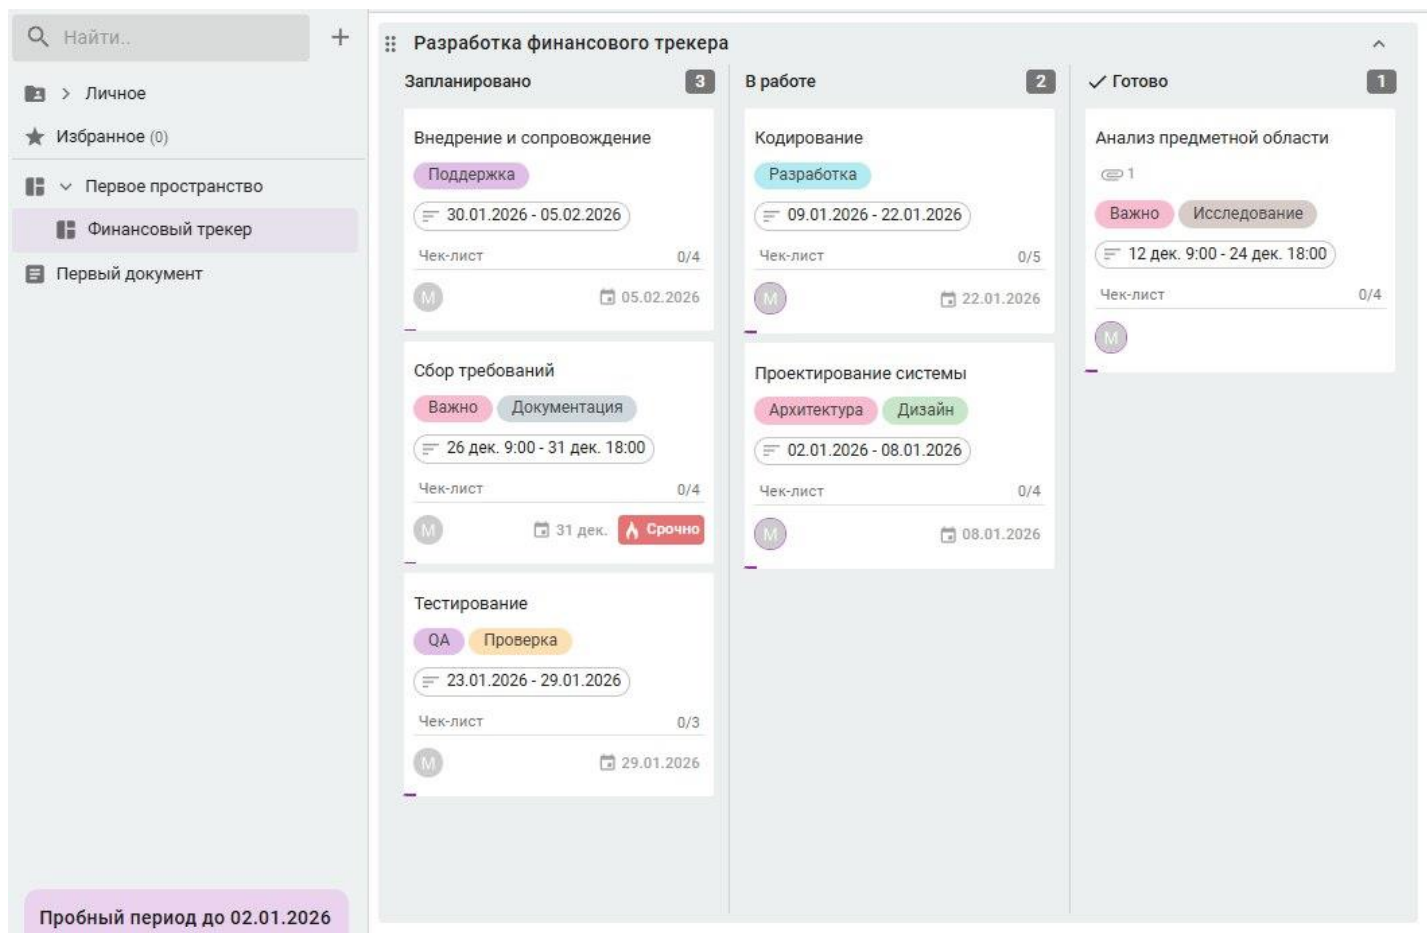 Найти..
Личное
Избранное (0)
Первое пространство
Финансовый трекер
Первый документ
Пробный период до 02.01.2026
Разработка финансового трекера
Запланировано 3
Внедрение и сопровождение
Поддержка
30.01.2026 - 05.02.2026
Чек-лист 0/4
М 05.02.2026
Сбор требований
Важно Документация
26 дек. 9:00 - 31 дек. 18:00
Чек-лист 0/4
М 31 дек. Срочно
Тестирование
QA Проверка
23.01.2026 - 29.01.2026
Чек-лист 0/3
М 29.01.2026
В работе 2
Кодирование
Разработка
09.01.2026 - 22.01.2026
Чек-лист 0/5
М 22.01.2026
Проектирование системы
Архитектура Дизайн
02.01.2026 - 08.01.2026
Чек-лист 0/4
М 08.01.2026
Готово 1
Анализ предметной области
1
Важно Исследование
12 дек. 9:00 - 24 дек. 18:00
Чек-лист 0/4
М